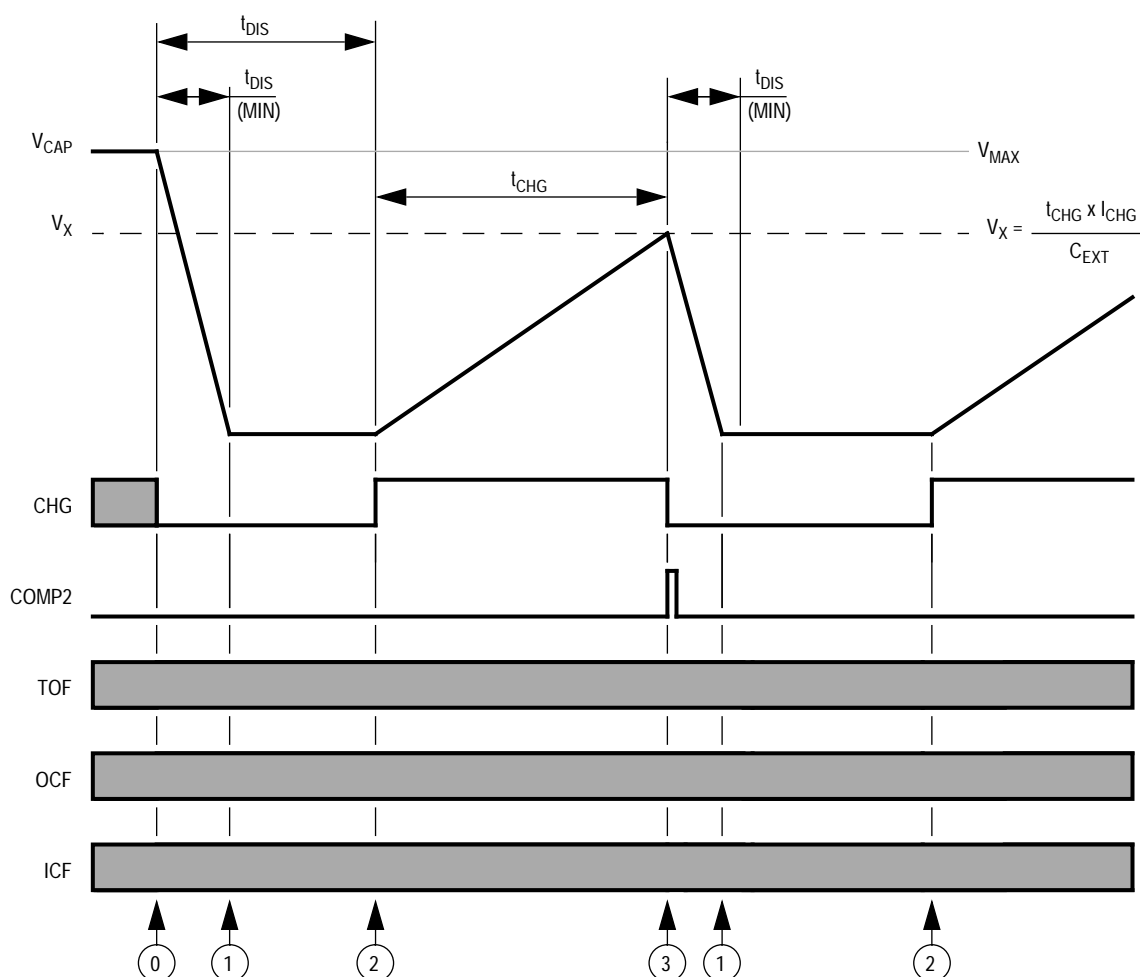 tDIS
tDIS
(MIN)
tDIS
(MIN)
VCAP
VMAX
tCHG
VX
VX = tCHG x ICHG
CEXT
CHG
COMP2
TOF
OCF
ICF
0
1
2
3
1
2